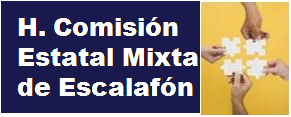 H. Comisión
Estatal Mixta
de Escalafón